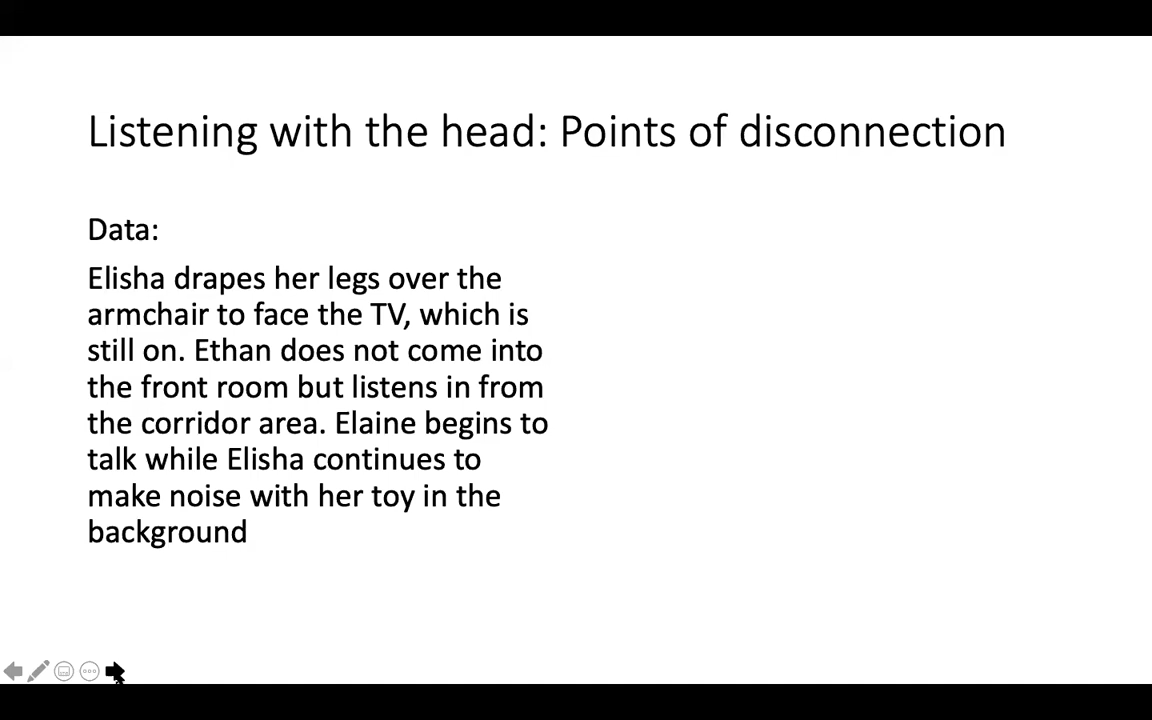 Listening with the head: Points of disconnection
Data:
Elisha drapes her legs over the
armchair to face the TV, which is
still on. Ethan does not come into
the front room but listens in from
the corridor area. Elaine begins to
talk while Elisha continues to
make noise with her toy in the
background